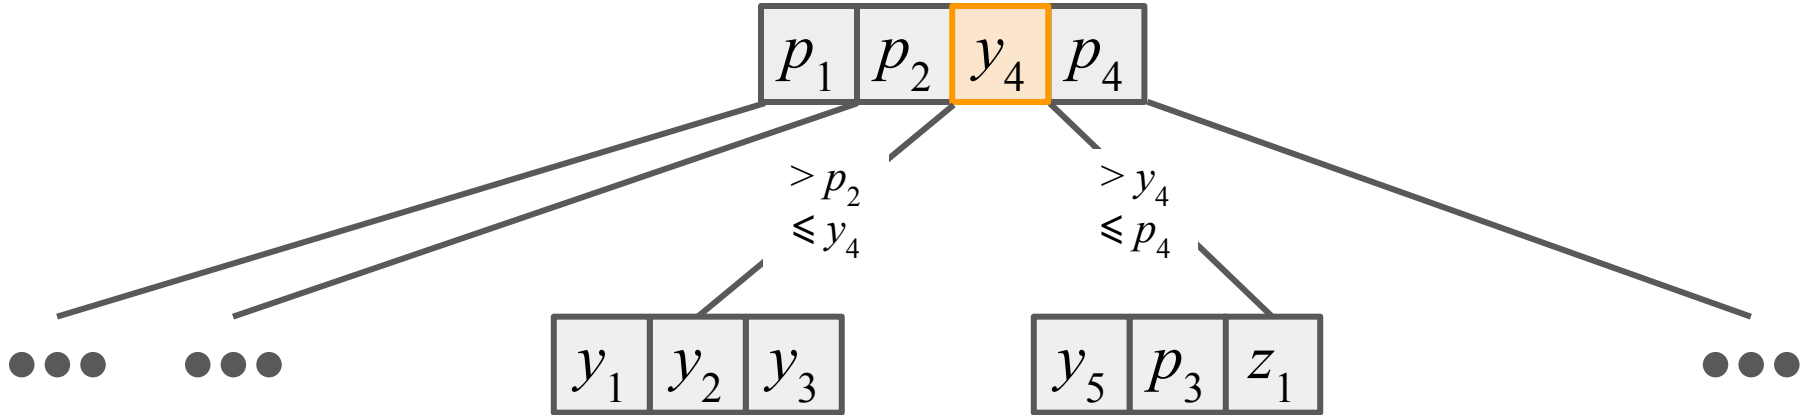 p1 p2 y4 p4
> p2
⩽ y4
> y4
⩽ p4
y1 y2 y3
y5 p3 z1